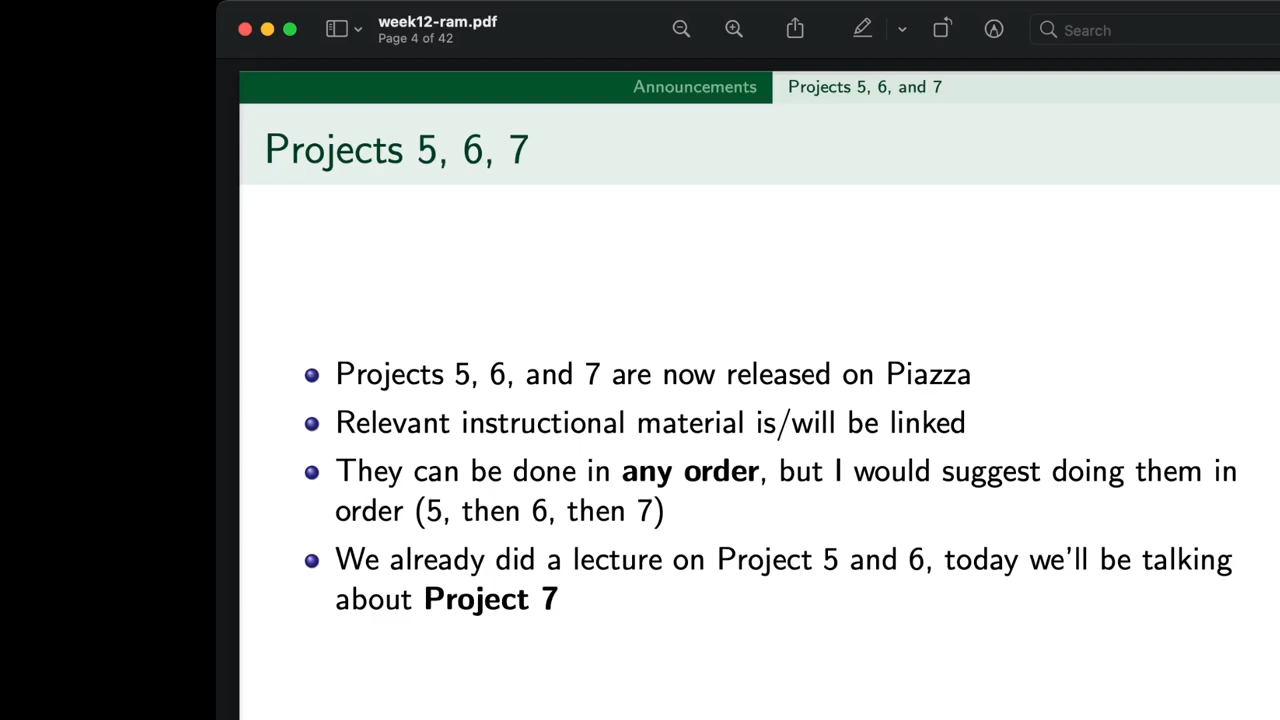 week12-ram.pdf
Page 4 of 42
Search
Announcements
Projects 5, 6, and 7
Projects 5, 6, 7
Projects 5, 6, and 7 are now released on Piazza
Relevant instructional material is/will be linked
They can be done in any order, but I would suggest doing them in
order (5, then 6, then 7)
We already did a lecture on Project 5 and 6, today we'll be talking
about Project 7